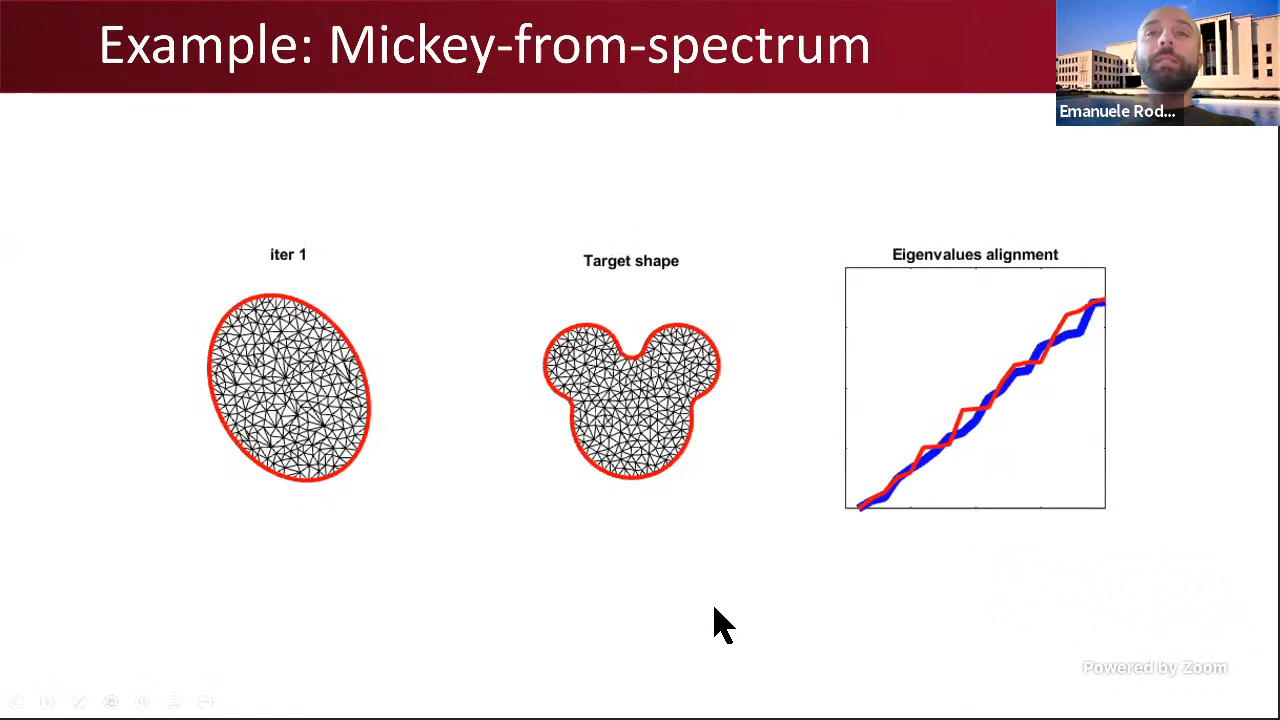 Example: Mickey-from-spectrum
Emanuele Rod...
iter 1
Target shape
Eigenvalues alignment
Powered by Zoom